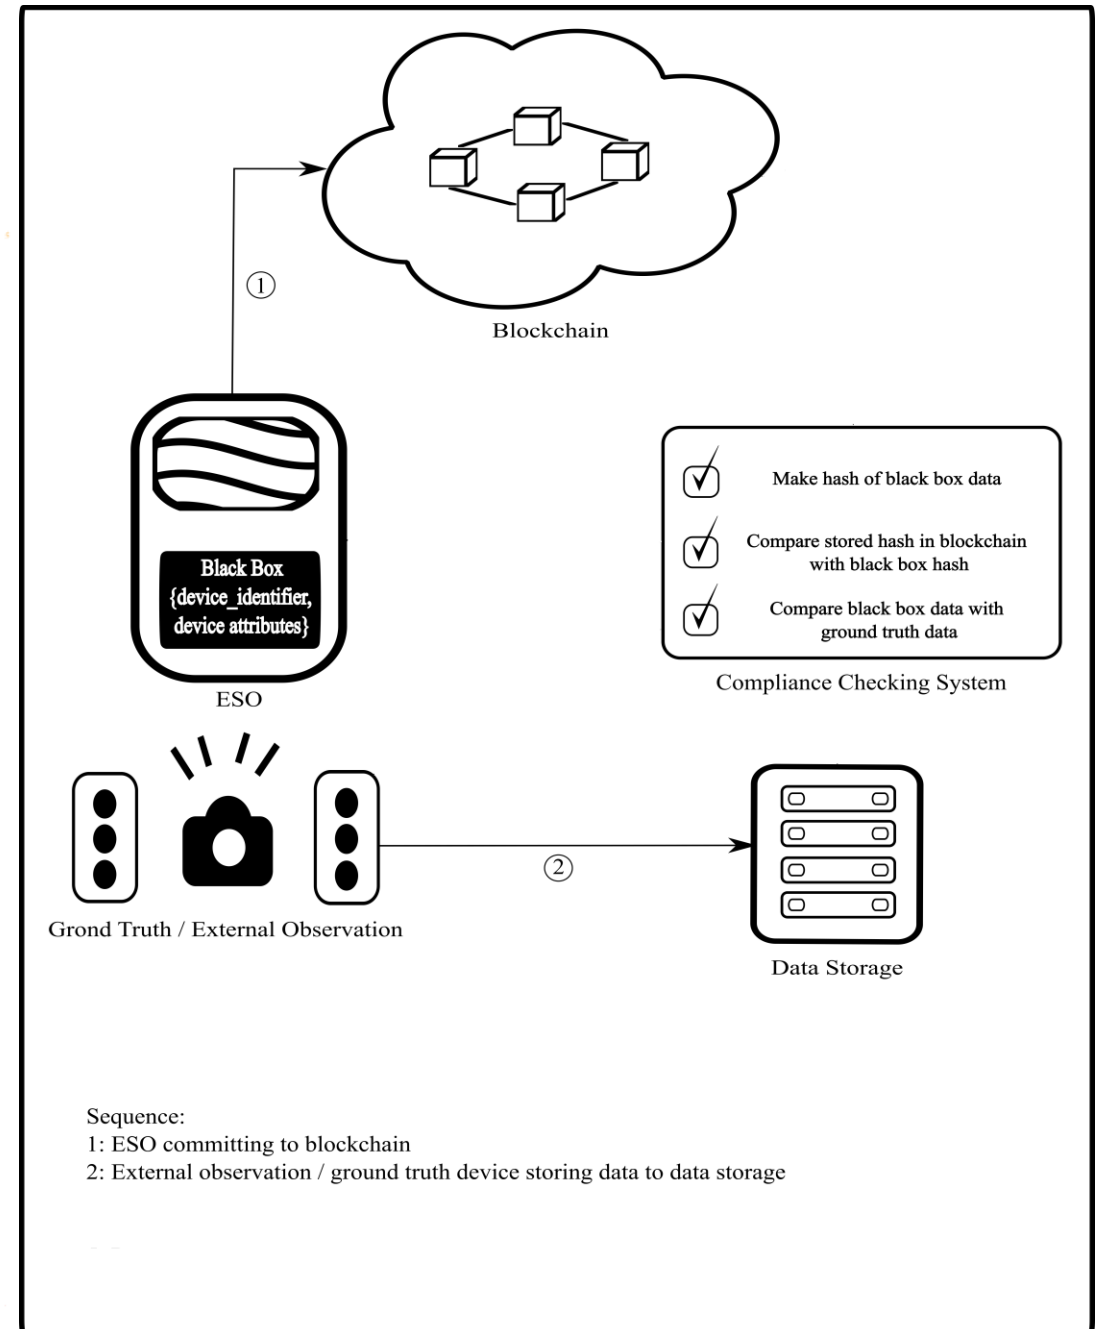 1
Blockchain
Black Box
{device_identifier,
device attributes}
ESO
Make hash of black box data
Compare stored hash in blockchain
with black box hash
Compare black box data with
ground truth data
Compliance Checking System
2
Grond Truth / External Observation
Data Storage
Sequence:
1: ESO committing to blockchain
2: External observation / ground truth device storing data to data storage